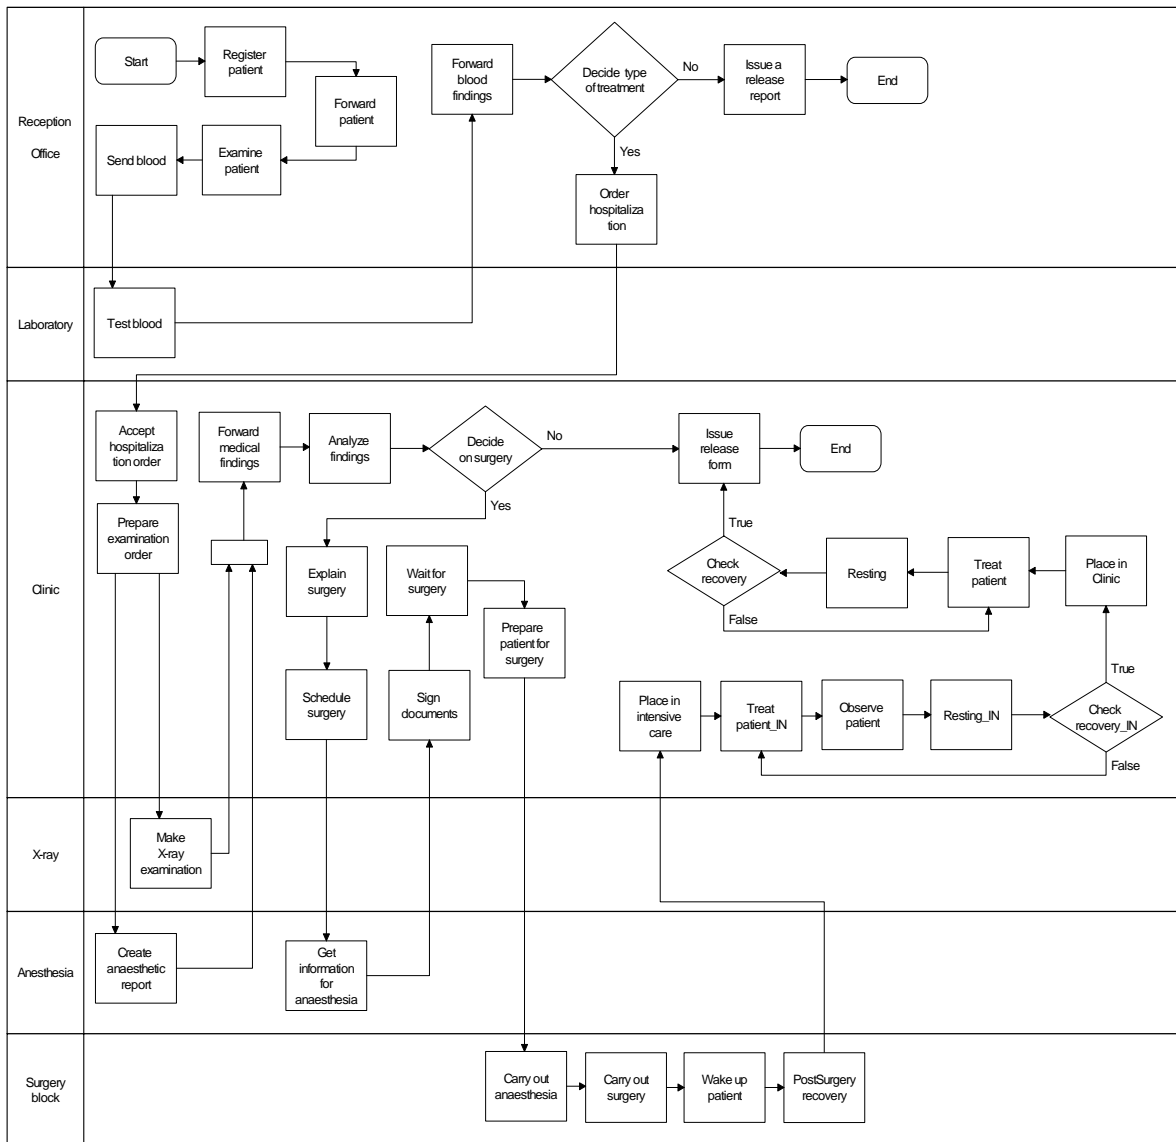 Reception
Office
Start
Register
patient
Forward
patient
Examine
patient
Send blood
Forward
blood
findings
Decide type
of treatment
No
Issue a
release
report
End
Yes
Order
hospitaliza
tion
Laboratory
Test blood
Clinic
Accept
hospitaliza
tion order
Forward
medical
findings
Analyze
findings
Decide
on surgery
No
Issue
release
form
End
Yes
Prepare
examination
order
Explain
surgery
Wait for
surgery
Prepare
patient for
surgery
True
Check
recovery
Resting
Treat
patient
Place in
Clinic
False
Schedule
surgery
Sign
documents
Place in
intensive
care
Treat
patient_IN
Observe
patient
Resting_IN
True
Check
recovery_IN
False
X-ray
Make
X-ray
examination
Anesthesia
Create
anaesthetic
report
Get
information
for
anaesthesia
Surgery
block
Carry out
anaesthesia
Carry out
surgery
Wake up
patient
PostSurgery
recovery